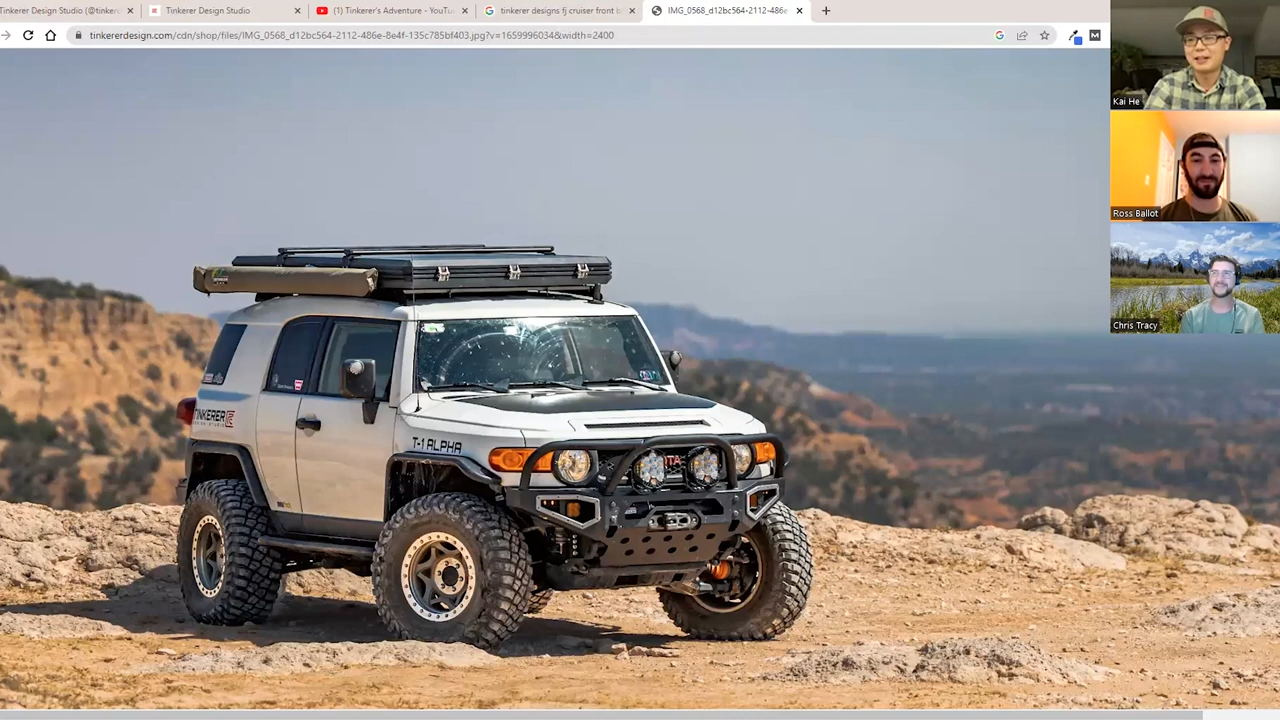 Tinkerer Design Studio (@tinker
Tinkerer Design Studio
(1) Tinkerer's Adventure - YouTu
tinkerer designs fj cruiser front b
IMG_0568_d12bc564-2112-486e
tinkererdesign.com/cdn/shop/files/IMG_0568_d12bc564-2112-486e-8e4f-135c785bf403.jpg?v=1659996034&width=2400
Kai He
Ross Ballot
Chris Tracy
TINKERER
T-1 ALPHA